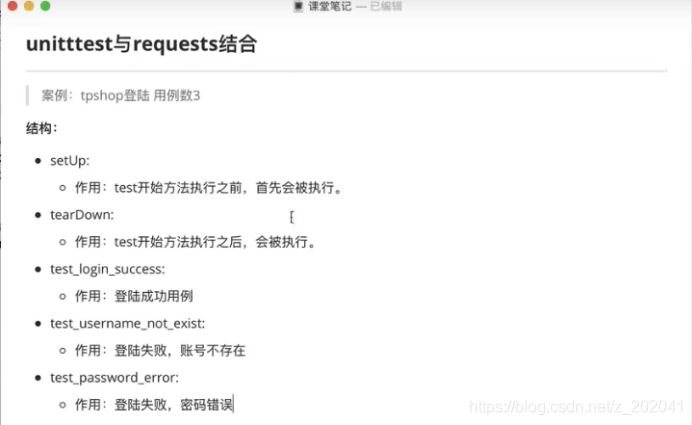 课堂笔记 — 已编辑
unitttest与requests结合
案例：tpshop登陆 用例数3
结构：
setUp:
作用：test开始方法执行之前，首先会被执行。
tearDown:
作用：test开始方法执行之后，会被执行。
test_login_success:
作用：登陆成功用例
test_username_not_exist:
作用：登陆失败，账号不存在
test_password_error:
作用：登陆失败，密码错误
https://blog.csdn.net/z_202041